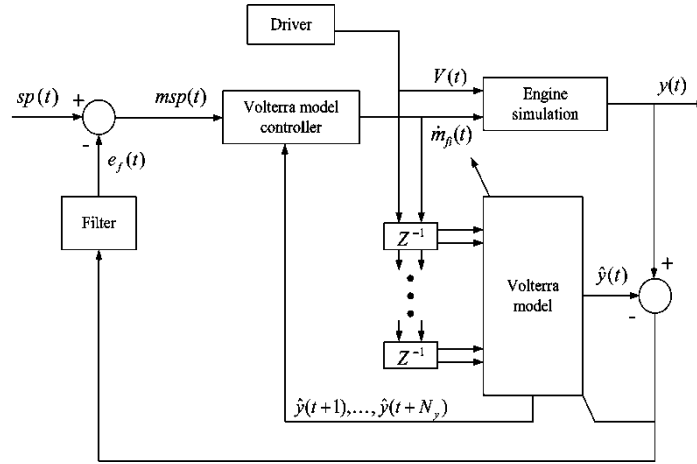 Driver
V(t)
y(t)
sp(t)
+
-
msp(t)
Volterra model
controller
Engine
simulation
ṁ_fi(t)
e_f(t)
Filter
Z⁻¹
Volterra
model
ŷ(t)
+
-
Z⁻¹
ŷ(t+1),…,ŷ(t+N_y)